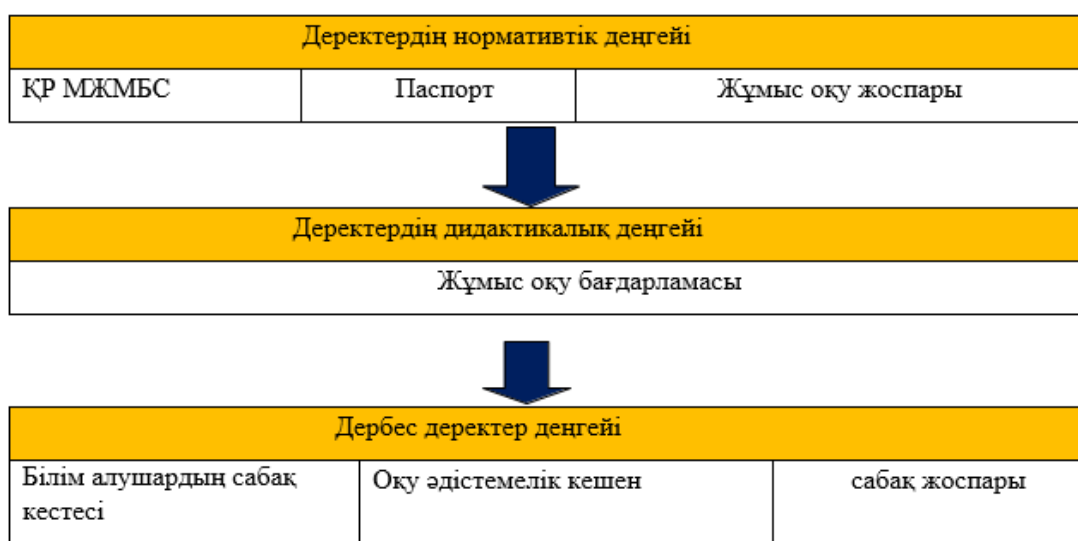 Деректердің нормативтік деңгейі
ҚР МЖМБС Паспорт Жұмыс оқу жоспары
Деректердің дидактикалық деңгейі
Жұмыс оқу бағдарламасы
Дербес деректер деңгейі
Білім алушардың сабақ кестесі Оқу әдістемелік кешен сабақ жоспары